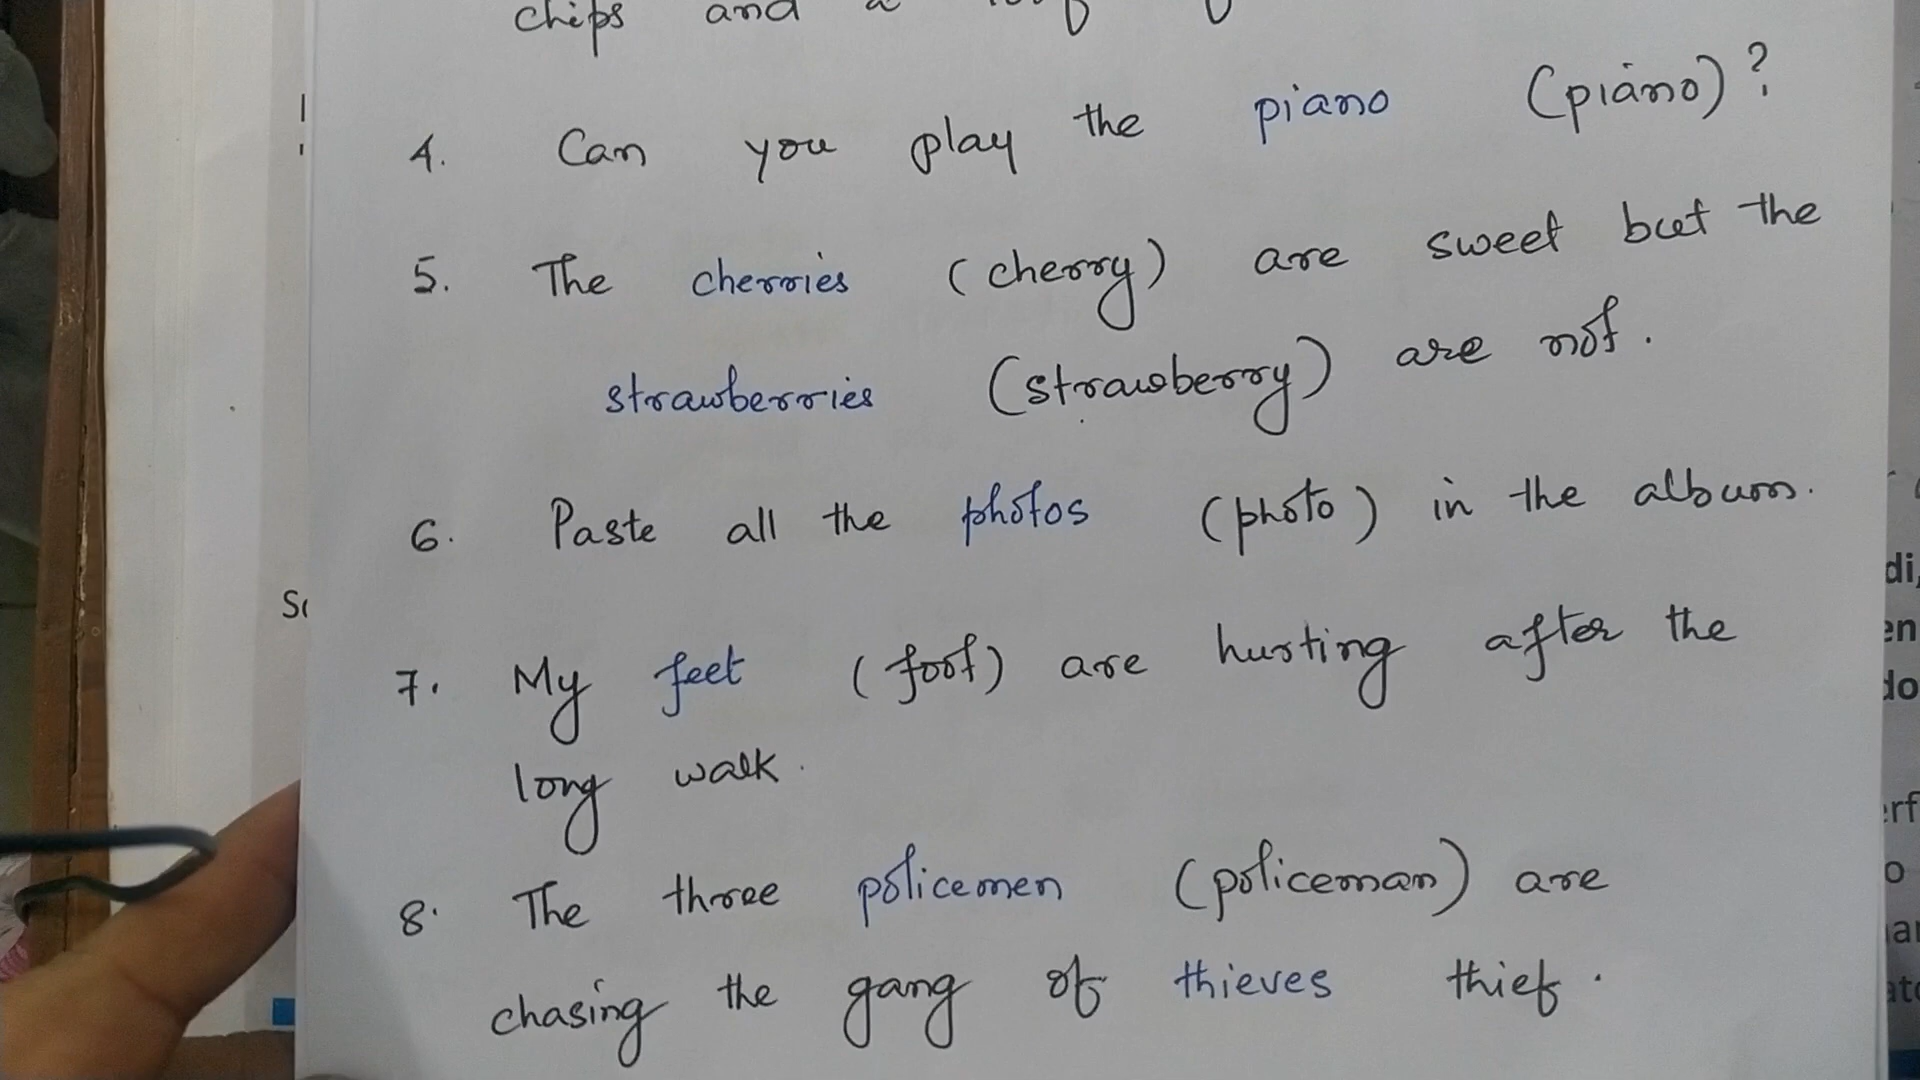 chips and a
4. Can you play the piano (piano)?
5. The cherries (cherry) are sweet but the
strawberries (strawberry) are not.
6. Paste all the photos (photo) in the album.
7. My feet (foot) are hurting after the
long walk.
8. The three policemen (policeman) are
chasing the gang of thieves thief.